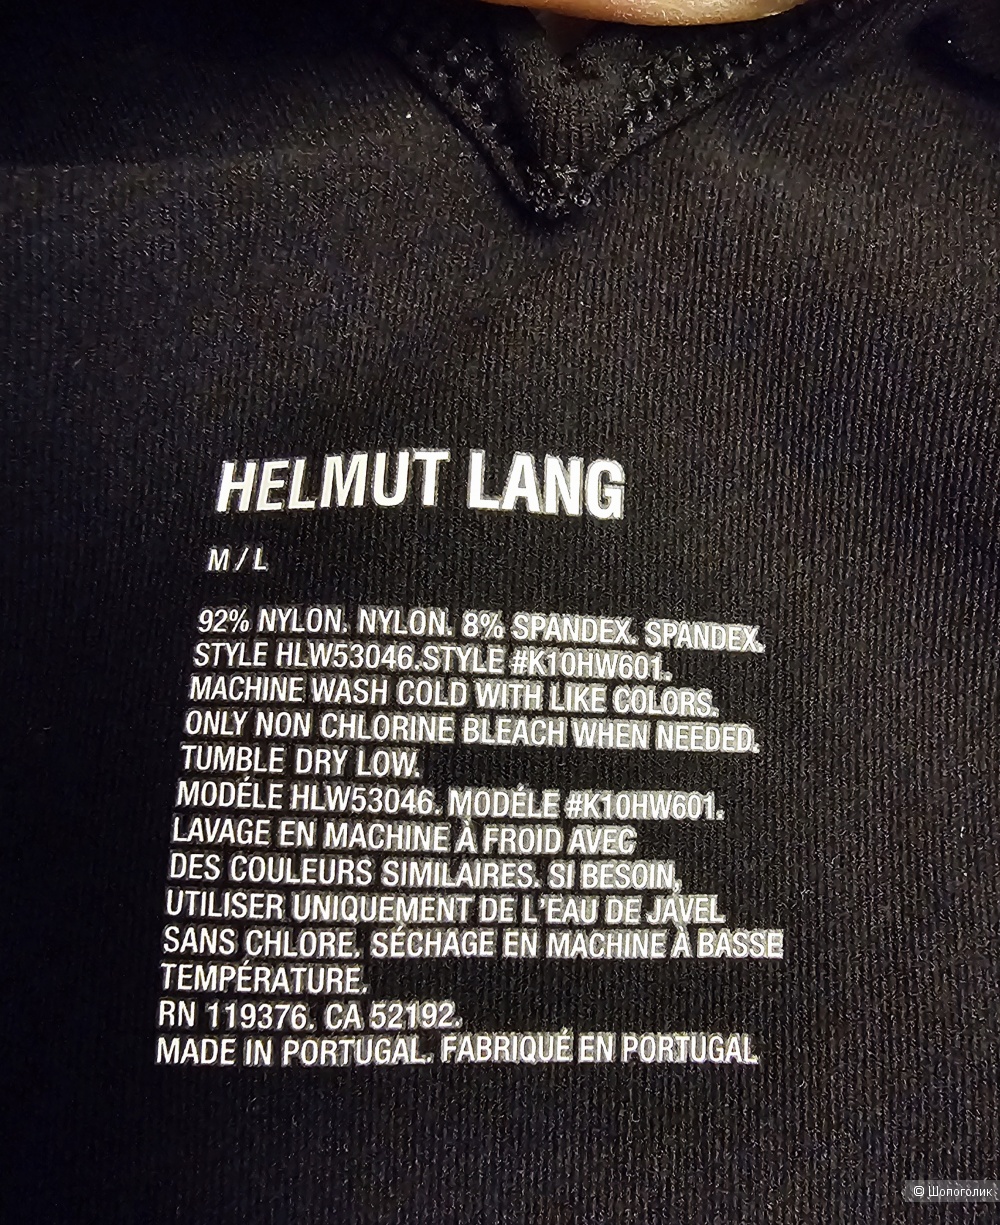 HELMUT LANG
M / L
92% NYLON. NYLON. 8% SPANDEX. SPANDEX.
STYLE HLW53046.STYLE #K10HW601.
MACHINE WASH COLD WITH LIKE COLORS.
ONLY NON CHLORINE BLEACH WHEN NEEDED.
TUMBLE DRY LOW.
MODÉLE HLW53046. MODÉLE #K10HW601.
LAVAGE EN MACHINE À FROID AVEC
DES COULEURS SIMILAIRES. SI BESOIN,
UTILISER UNIQUEMENT DE L'EAU DE JAVEL
SANS CHLORE. SÉCHAGE EN MACHINE À BASSE
TEMPÉRATURE.
RN 119376. CA 52192.
MADE IN PORTUGAL. FABRIQUÉ EN PORTUGAL
© Шопоголик